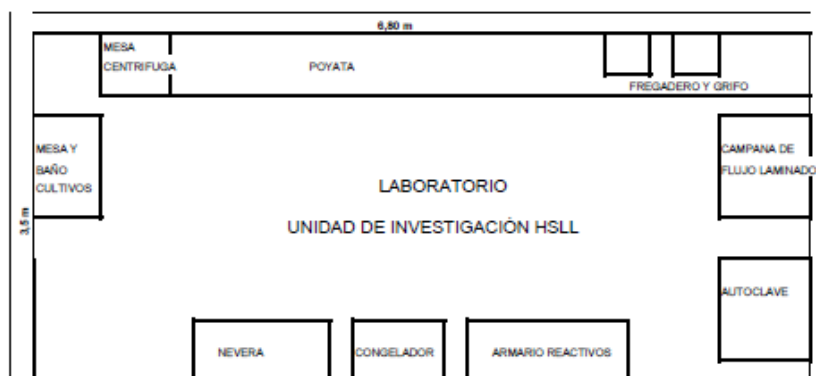 6,80 m
MESA
CENTRIFUGA
POYATA
FREGADERO Y GRIFO
MESA Y
BAÑO
CULTIVOS
CAMPANA DE
FLUJO LAMINADO
3,5 m
LABORATORIO
UNIDAD DE INVESTIGACIÓN HSLL
AUTOCLAVE
NEVERA
CONGELADOR
ARMARIO REACTIVOS